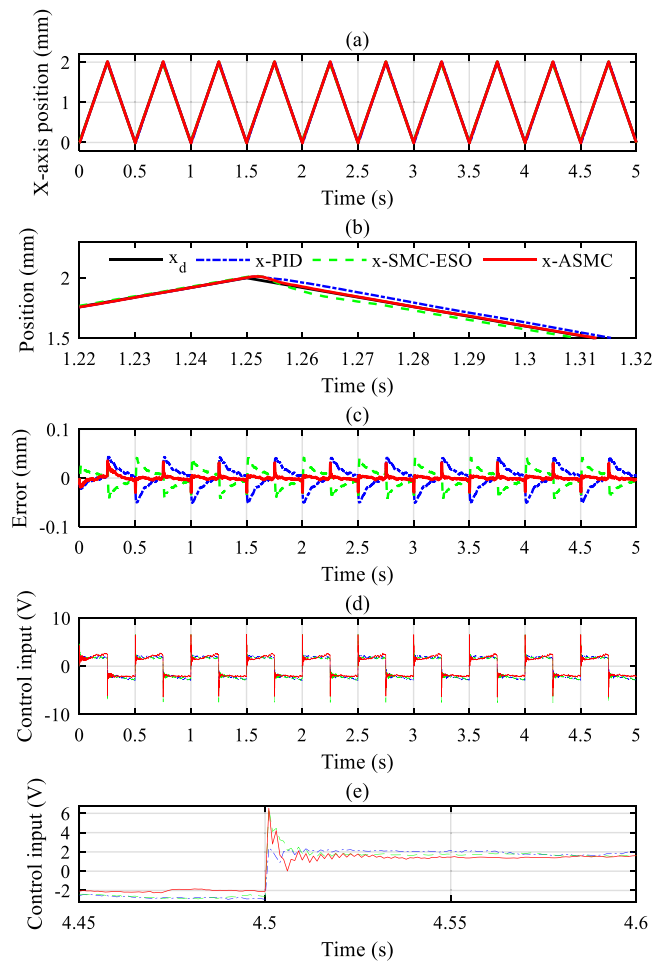 (a)
X-axis position (mm)
2
1
0
0 0.5 1 1.5 2 2.5 3 3.5 4 4.5 5
Time (s)
(b)
Position (mm)
x_d x-PID x-SMC-ESO x-ASMC
2
1.5
1.22 1.23 1.24 1.25 1.26 1.27 1.28 1.29 1.3 1.31 1.32
Time (s)
(c)
Error (mm)
0.1
0
-0.1
0 0.5 1 1.5 2 2.5 3 3.5 4 4.5 5
Time (s)
(d)
Control input (V)
10
0
-10
0 0.5 1 1.5 2 2.5 3 3.5 4 4.5 5
Time (s)
(e)
Control input (V)
6
4
2
0
-2
4.45 4.5 4.55 4.6
Time (s)